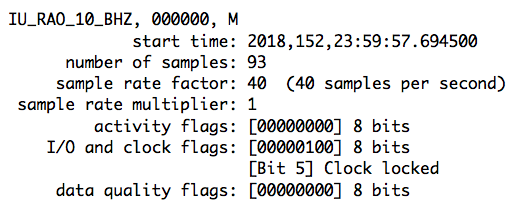 IU_RAO_10_BHZ, 000000, M
start time: 2018,152,23:59:57.694500
number of samples: 93
sample rate factor: 40  (40 samples per second)
sample rate multiplier: 1
activity flags: [00000000] 8 bits
I/O and clock flags: [00000100] 8 bits
[Bit 5] Clock locked
data quality flags: [00000000] 8 bits